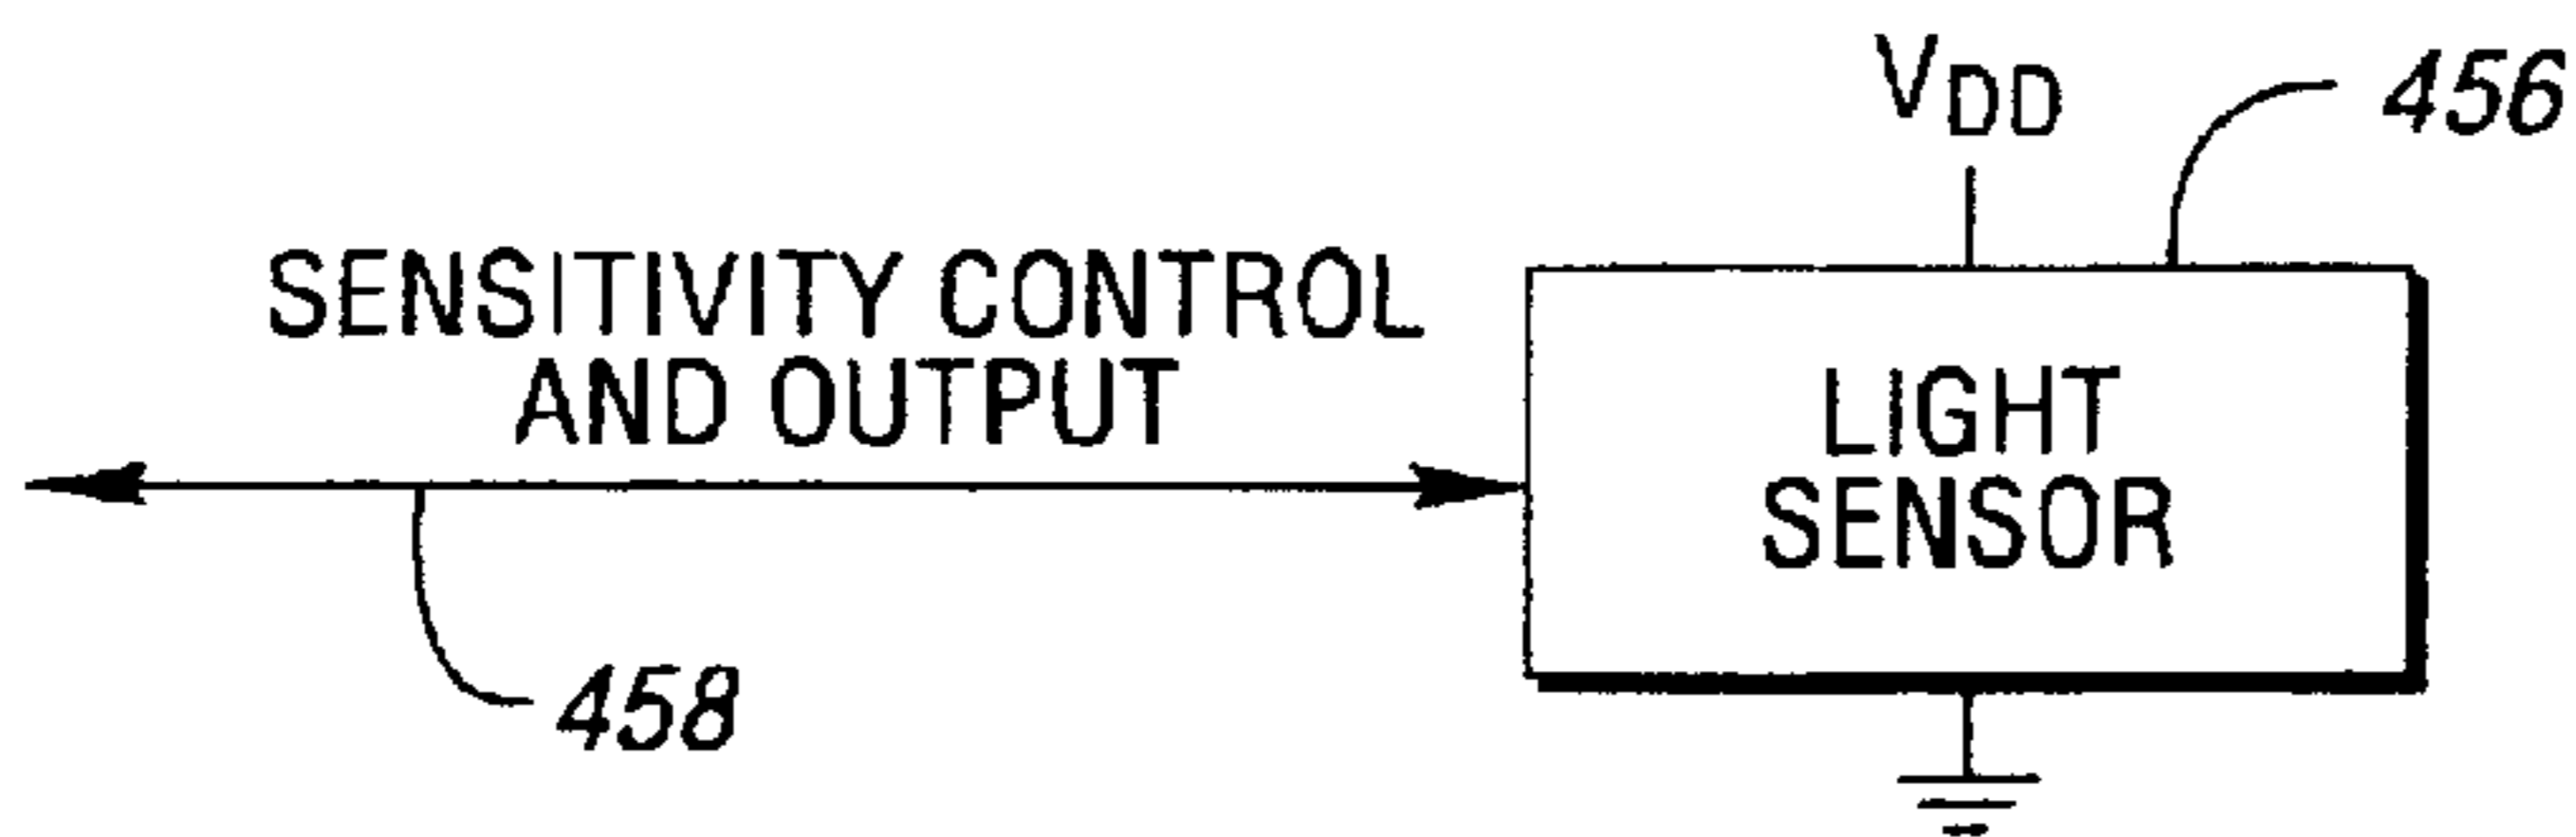 VDD
456
SENSITIVITY CONTROL
AND OUTPUT
LIGHT
SENSOR
458